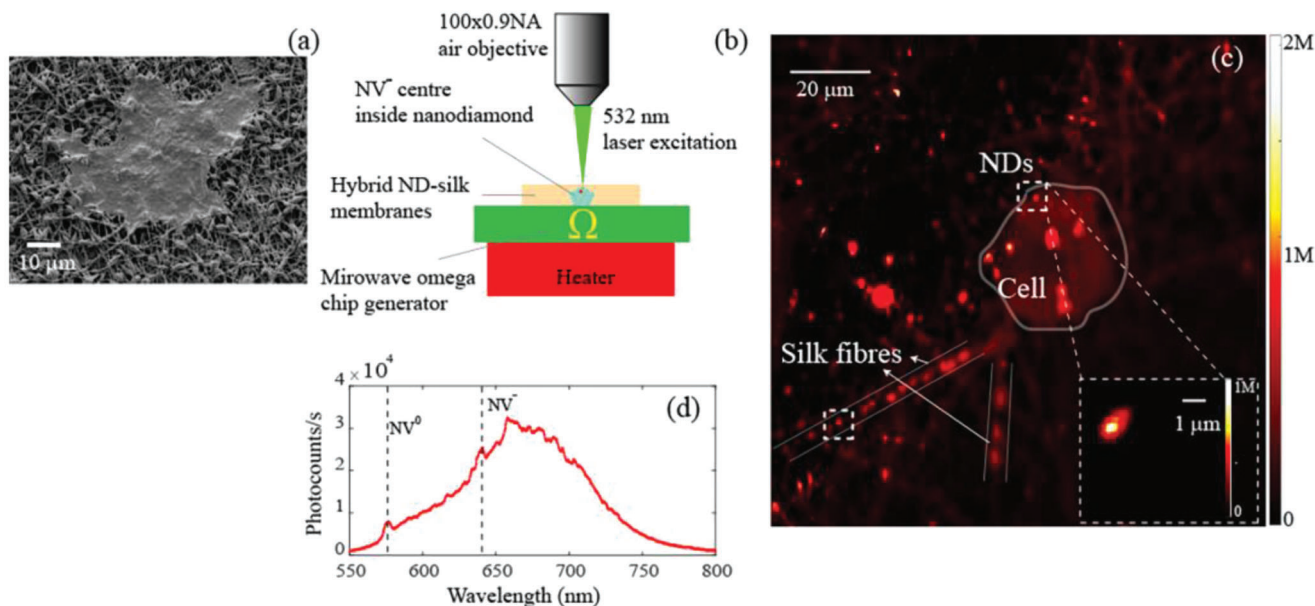 (a)
10 µm
(b)
100x0.9NA
air objective
NV⁻ centre
inside nanodiamond
532 nm
laser excitation
Hybrid ND-silk
membranes
Ω
Mirowave omega
chip generator
Heater
(c)
20 µm
NDs
Cell
Silk fibres
1 µm
1M
0
2M
1M
0
(d)
×10⁴
4
3
2
1
0
NV⁰
NV⁻
Photocounts/s
550 600 650 700 750 800
Wavelength (nm)